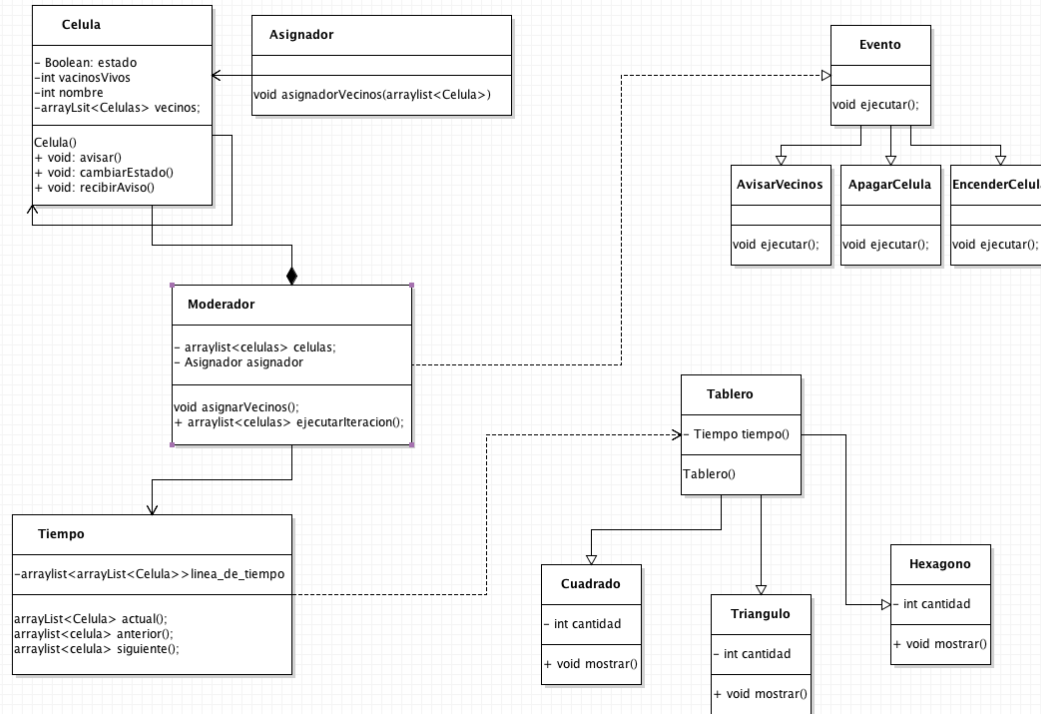 Celula
- Boolean: estado
-int vacinosVivos
-int nombre
-arrayLsit<Celulas> vecinos;
Celula()
+ void: avisar()
+ void: cambiarEstado()
+ void: recibirAviso()
Asignador
void asignadorVecinos(arraylist<Celula>)
Evento
void ejecutar();
AvisarVecinos
void ejecutar();
ApagarCelula
void ejecutar();
EncenderCelula
void ejecutar();
Moderador
- arraylist<celulas> celulas;
- Asignador asignador
void asignarVecinos();
+ arraylist<celulas> ejecutarIteracion();
Tablero
- Tiempo tiempo()
Tablero()
Tiempo
-arraylist<arrayList<Celula>>linea_de_tiempo
arrayList<Celula> actual();
arraylist<celula> anterior();
arraylist<celula> siguiente();
Cuadrado
- int cantidad
+ void mostrar()
Triangulo
- int cantidad
+ void mostrar()
Hexagono
- int cantidad
+ void mostrar()